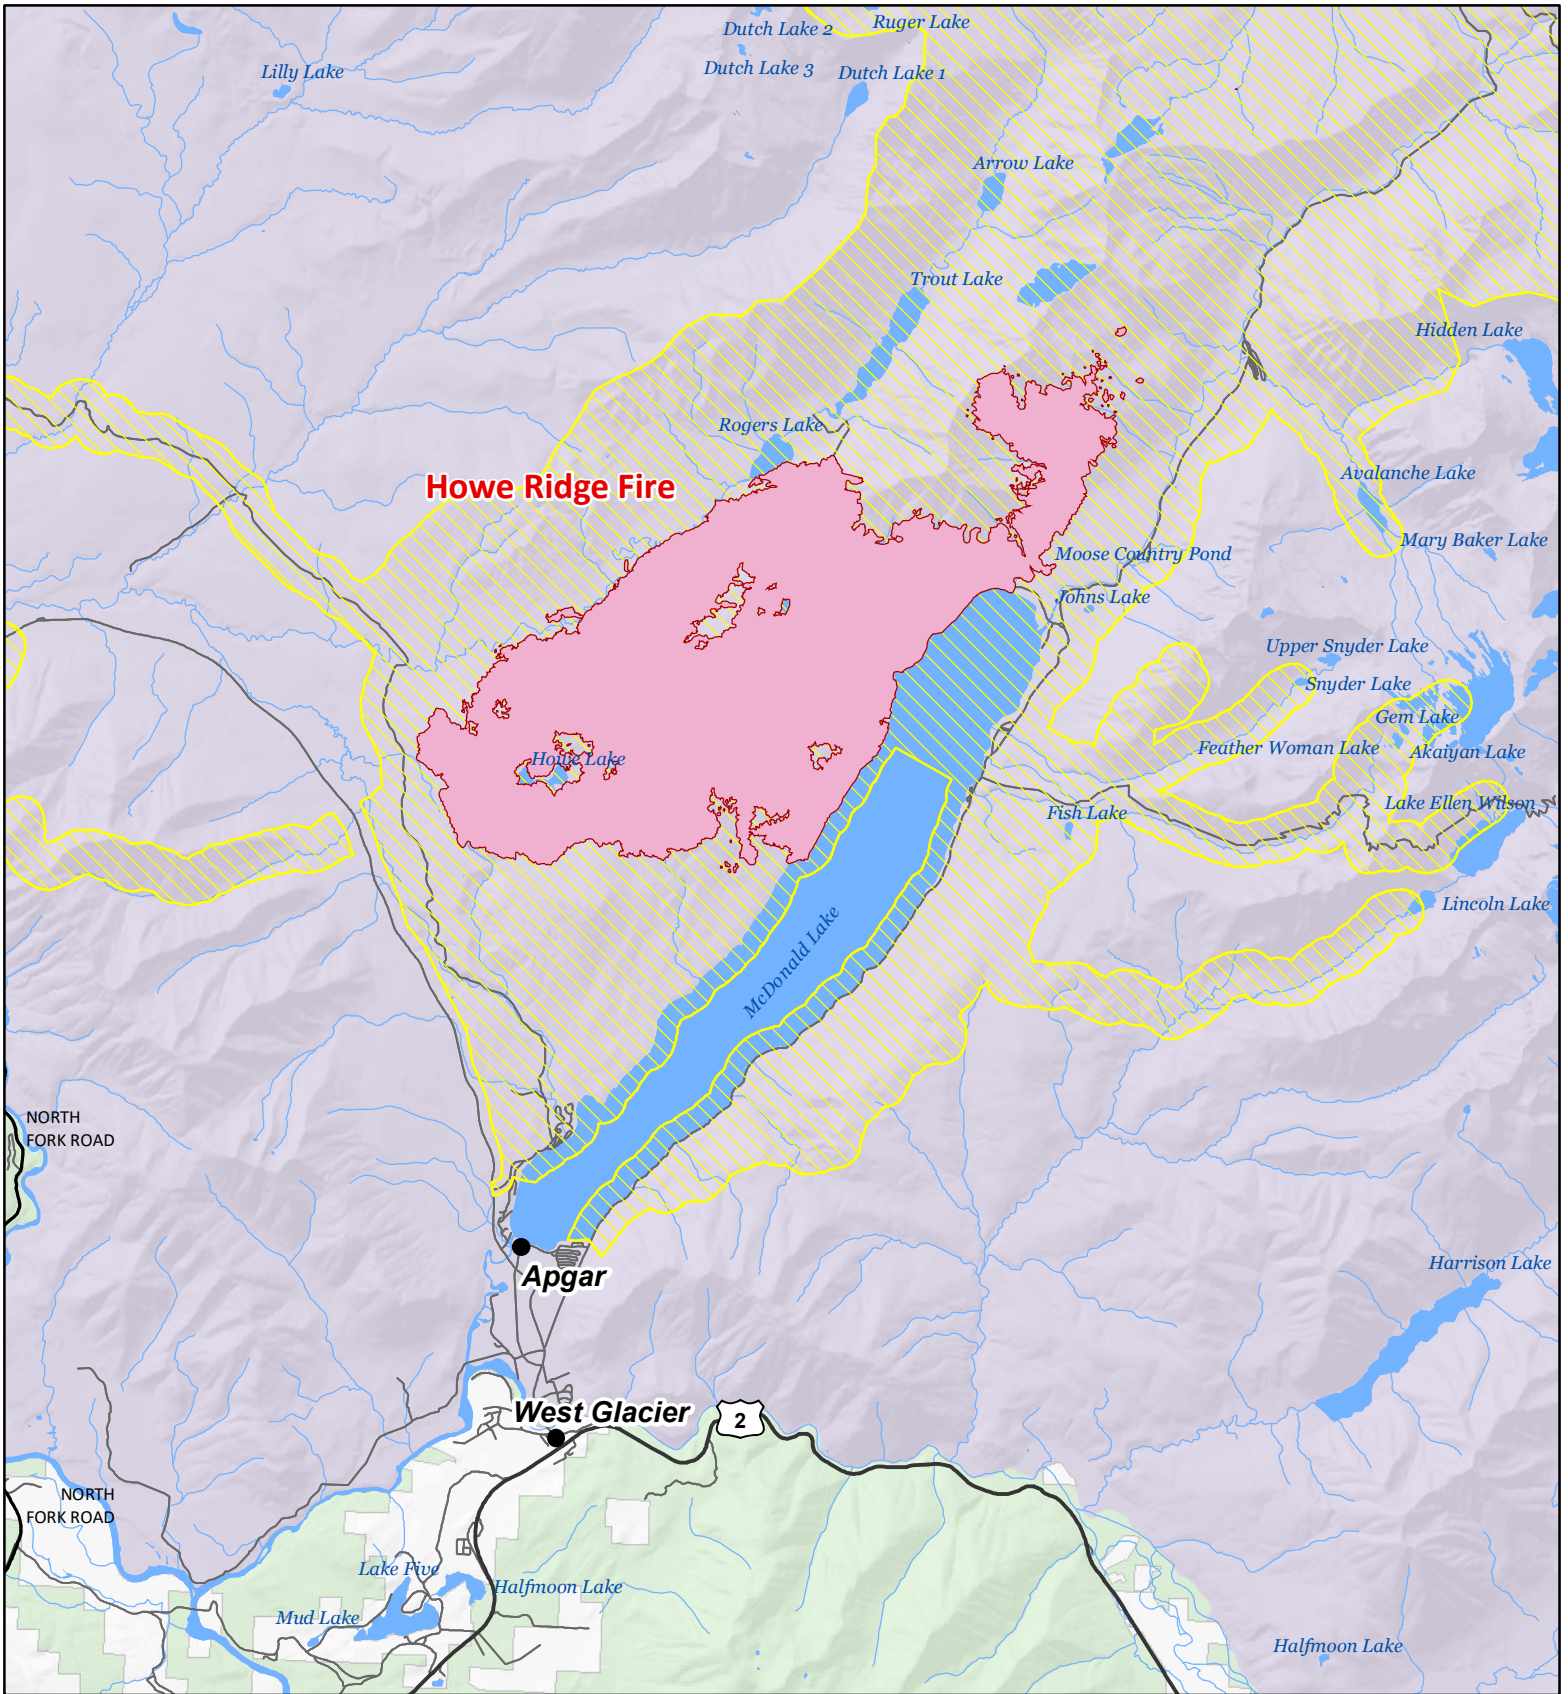 Dutch Lake 2
Ruger Lake
Lilly Lake
Dutch Lake 3
Dutch Lake 1
Arrow Lake
Trout Lake
Hidden Lake
Rogers Lake
Howe Ridge Fire
Avalanche Lake
Mary Baker Lake
Moose Country Pond
Johns Lake
Upper Snyder Lake
Snyder Lake
Gem Lake
Feather Woman Lake
Akaiyan Lake
Howe Lake
Lake Ellen Wilson
Fish Lake
Lincoln Lake
McDonald Lake
NORTH
FORK ROAD
Harrison Lake
Apgar
West Glacier
2
NORTH
FORK ROAD
Lake Five
Halfmoon Lake
Mud Lake
Halfmoon Lake